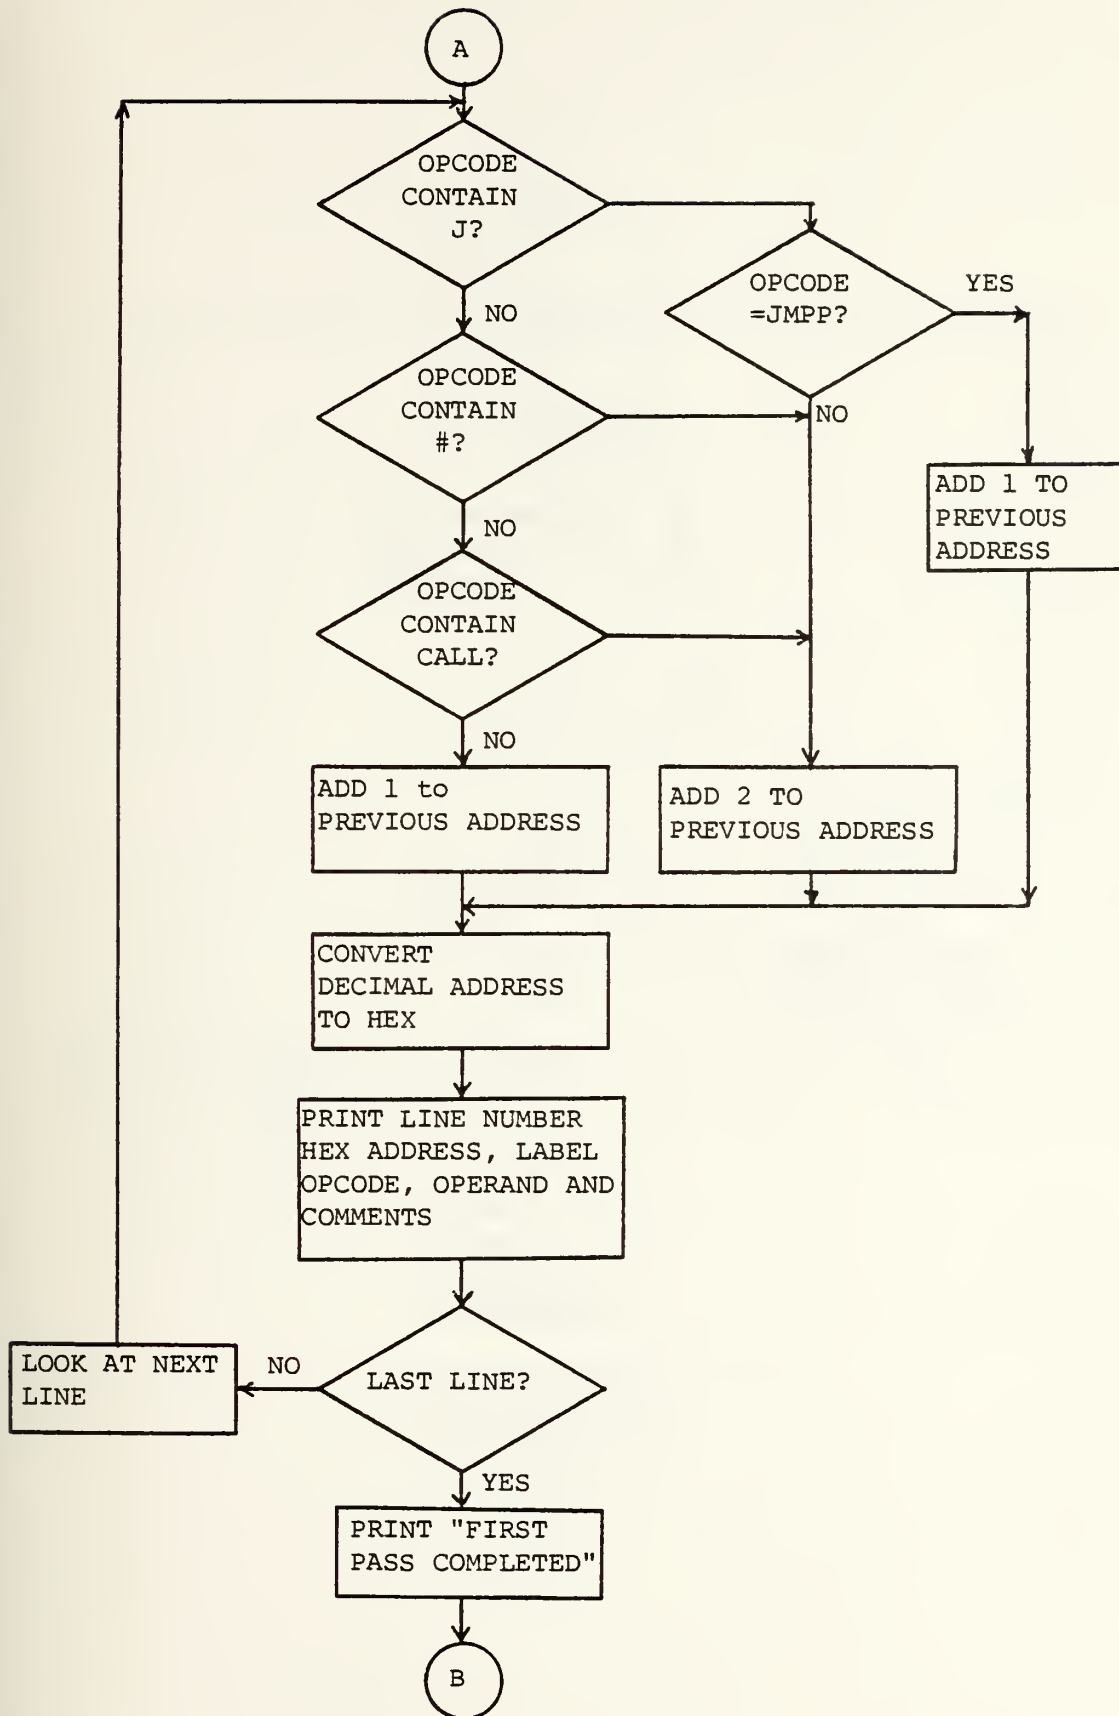 A
OPCODE
CONTAIN
J?
OPCODE
=JMPP?
YES
NO
OPCODE
CONTAIN
#?
NO
ADD 1 TO
PREVIOUS
ADDRESS
NO
OPCODE
CONTAIN
CALL?
NO
ADD 1 to
PREVIOUS ADDRESS
ADD 2 TO
PREVIOUS ADDRESS
CONVERT
DECIMAL ADDRESS
TO HEX
PRINT LINE NUMBER
HEX ADDRESS, LABEL
OPCODE, OPERAND AND
COMMENTS
LOOK AT NEXT
LINE
NO
LAST LINE?
YES
PRINT "FIRST
PASS COMPLETED"
B